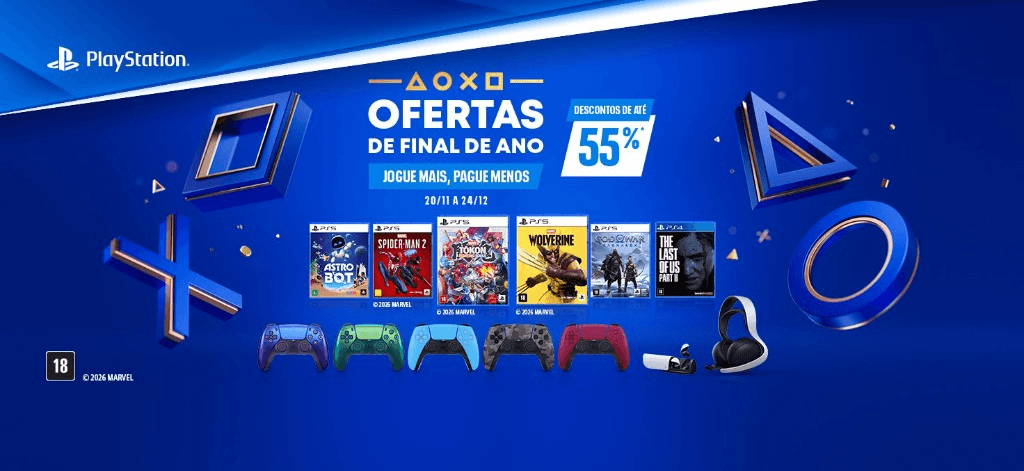 PlayStation.
OFERTAS
DE FINAL DE ANO
JOGUE MAIS, PAGUE MENOS
20/11 A 24/12
DESCONTOS DE ATÉ
55%*
PS5
ASTRO
BOT
PS5
MARVEL
SPIDER-MAN 2
© 2026 MARVEL
PS5
TŌKON
© 2026 MARVEL
PS5
MARVEL
WOLVERINE
© 2026 MARVEL
PS5
GOD OF WAR
RAGNARÖK
PS4
THE
LAST
OF US
PART II
18
© 2026 MARVEL